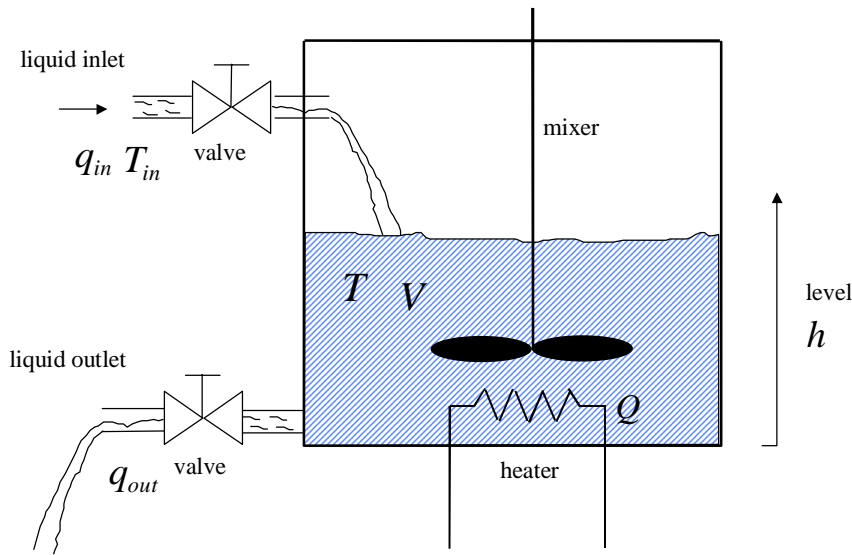 liquid inlet
mixer
q_in T_in
valve
T V
level
h
liquid outlet
Q
q_out
valve
heater